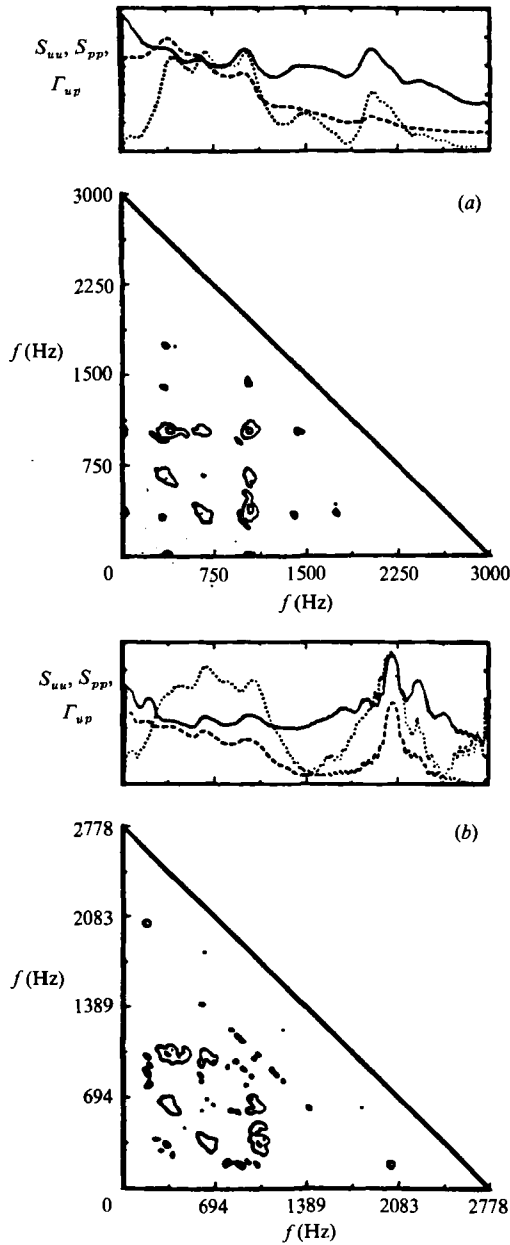 S_uu, S_pp,
Γ_up
(a)
3000
2250
f (Hz)
1500
750
0 750 1500 2250 3000
f (Hz)
S_uu, S_pp,
Γ_up
(b)
2778
2083
f (Hz)
1389
694
0 694 1389 2083 2778
f (Hz)